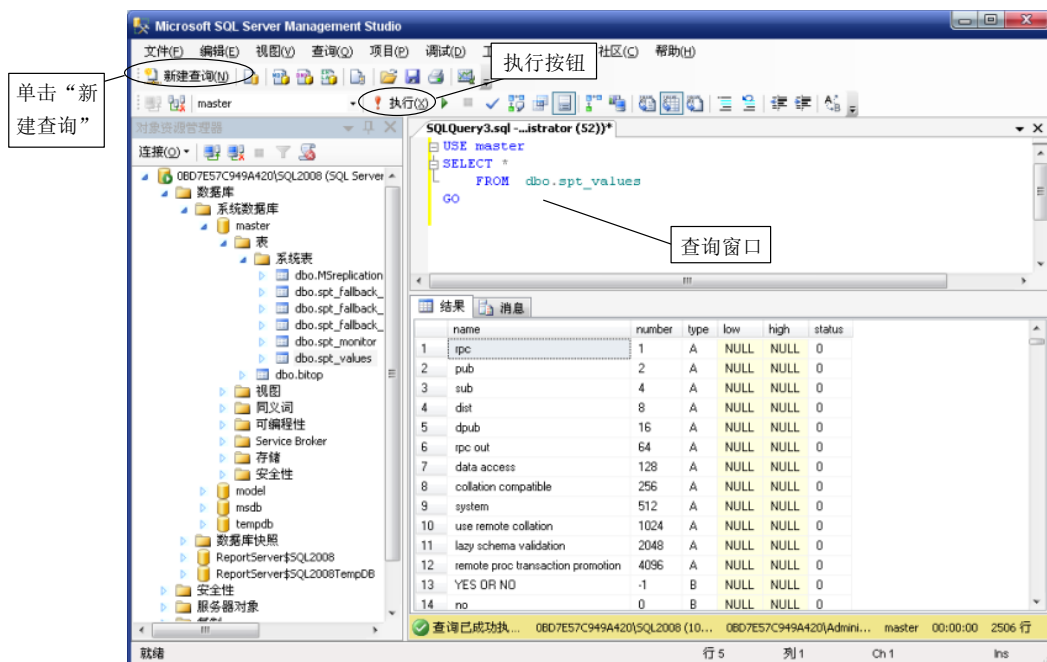 Microsoft SQL Server Management Studio
文件(F) 编辑(E) 视图(V) 查询(Q) 项目(P) 调试(D) 社区(C) 帮助(H)
执行按钮
新建查询(N)
单击“新
建查询”
master 执行(X)
对象资源管理器
SQLQuery3.sql -...istrator (52))*
连接(O)
USE master
SELECT *
FROM dbo.spt_values
GO
查询窗口
0BD7E57C949A420\SQL2008 (SQL Server
数据库
系统数据库
master
表
系统表
dbo.MSreplication
dbo.spt_fallback_
dbo.spt_fallback_
dbo.spt_fallback_
dbo.spt_monitor
dbo.spt_values
dbo.bitop
视图
同义词
可编程性
Service Broker
存储
安全性
model
msdb
tempdb
数据库快照
ReportServer$SQL2008
ReportServer$SQL2008TempDB
安全性
服务器对象
结果 消息
name number type low high status
1 rpc 1 A NULL NULL 0
2 pub 2 A NULL NULL 0
3 sub 4 A NULL NULL 0
4 dist 8 A NULL NULL 0
5 dpub 16 A NULL NULL 0
6 rpc out 64 A NULL NULL 0
7 data access 128 A NULL NULL 0
8 collation compatible 256 A NULL NULL 0
9 system 512 A NULL NULL 0
10 use remote collation 1024 A NULL NULL 0
11 lazy schema validation 2048 A NULL NULL 0
12 remote proc transaction promotion 4096 A NULL NULL 0
13 YES OR NO -1 B NULL NULL 0
14 no 0 B NULL NULL 0
查询已成功执... 0BD7E57C949A420\SQL2008 (10... 0BD7E57C949A420\Admini... master 00:00:00 2506 行
就绪 行 5 列 1 Ch 1 Ins